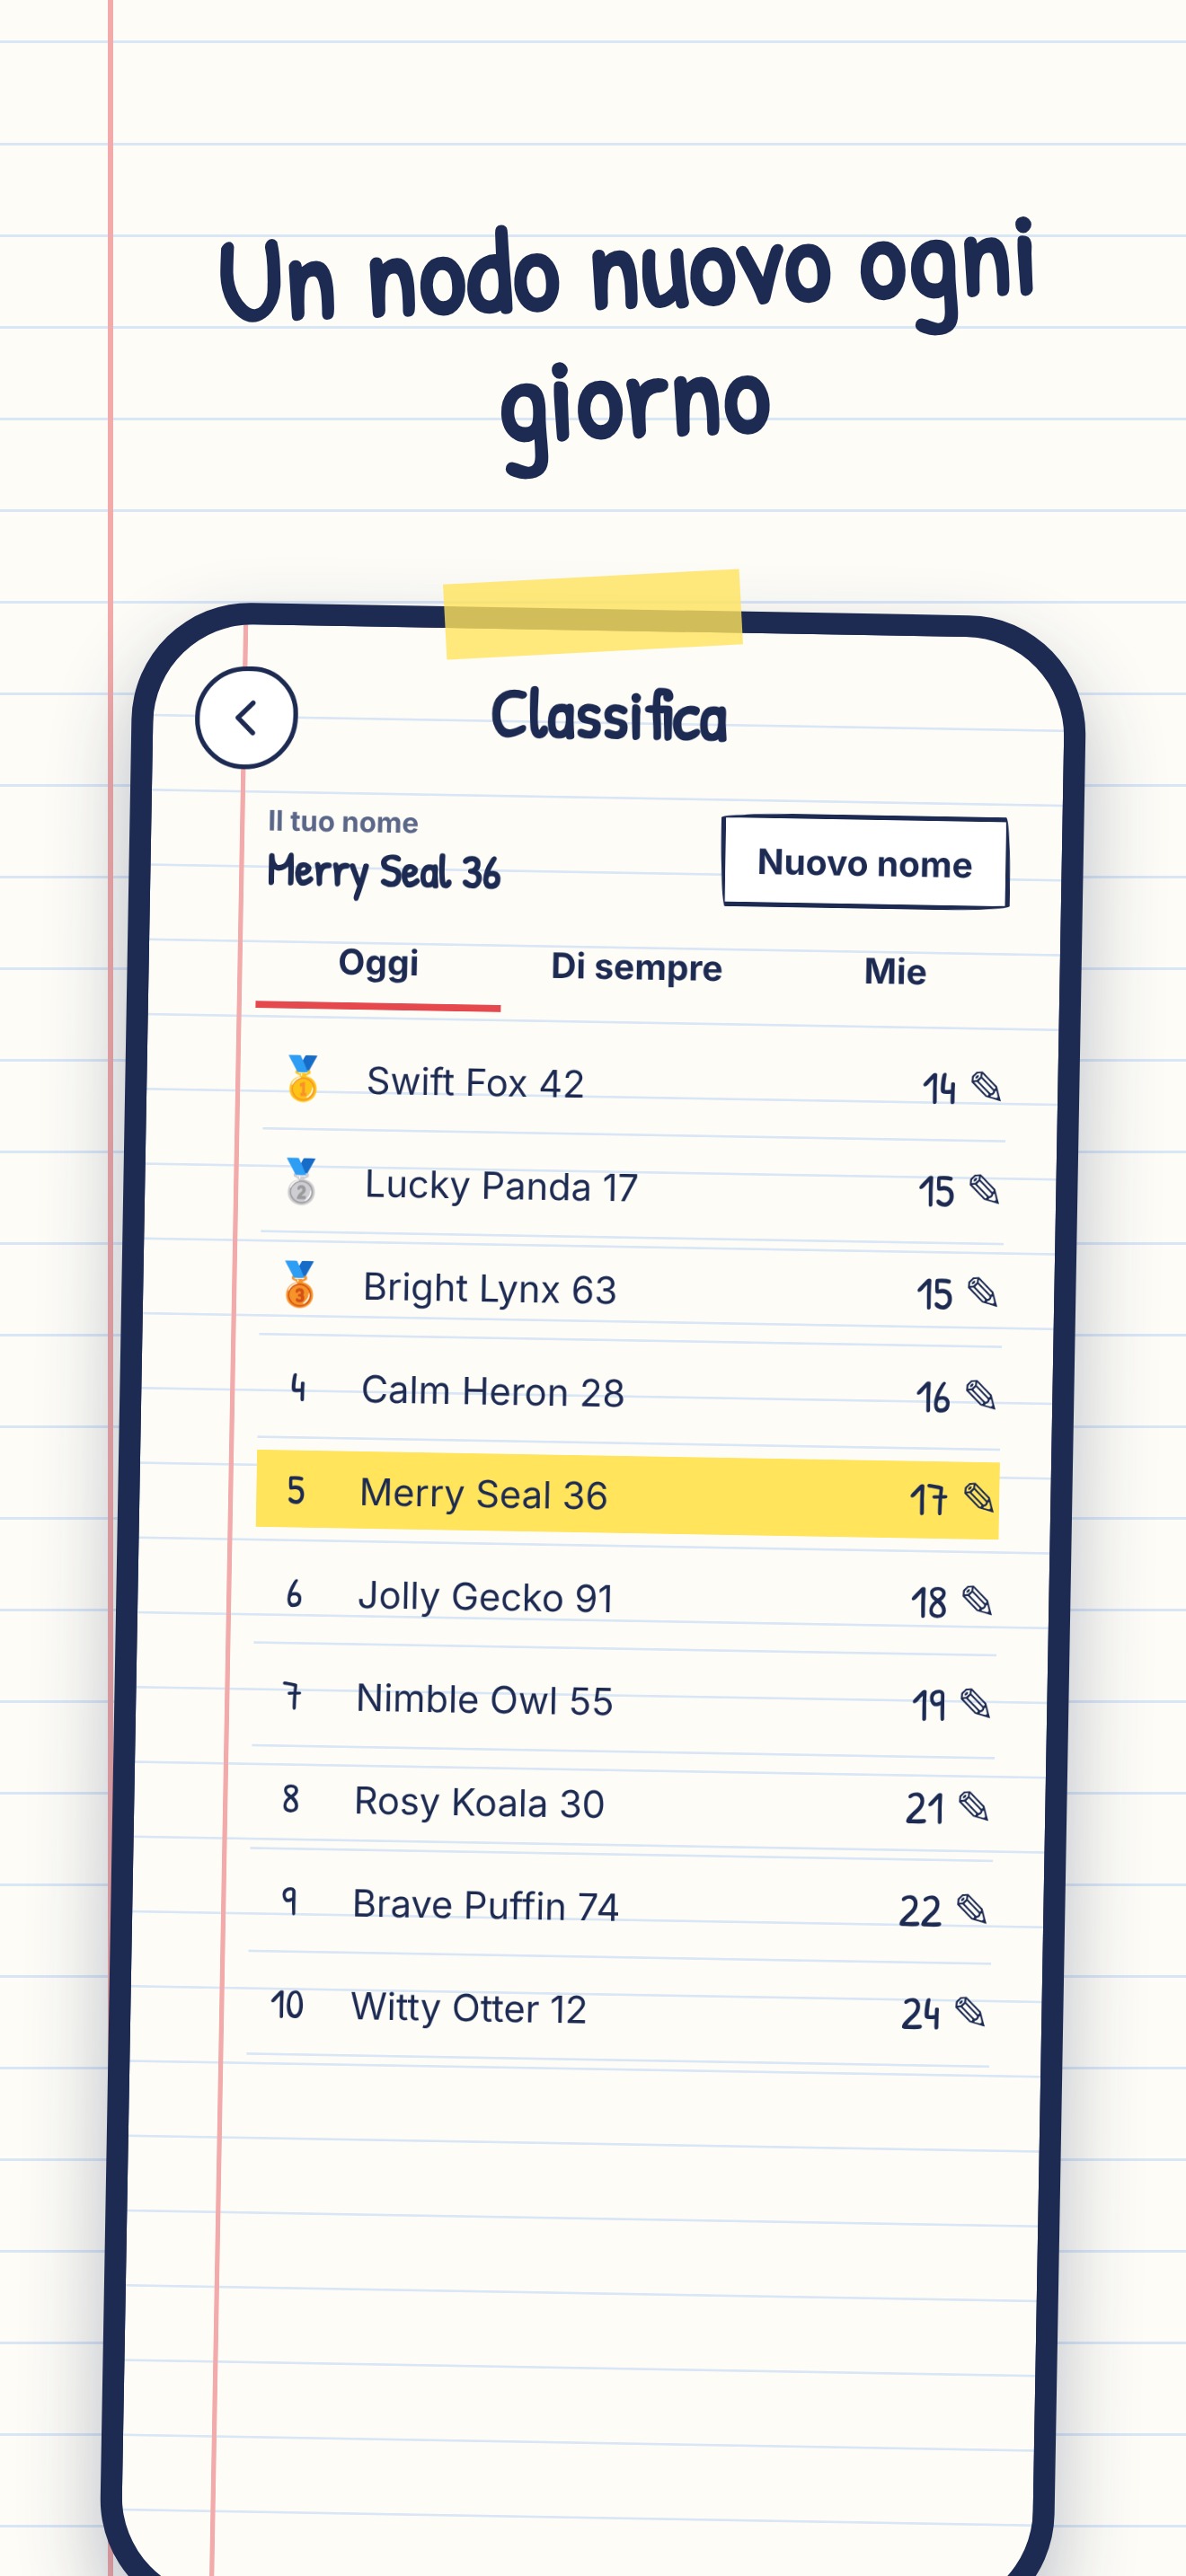 Un nodo nuovo ogni
giorno
Classifica
Il tuo nome
Merry Seal 36
Nuovo nome
Oggi Di sempre Mie
1 Swift Fox 42 14 ✎
2 Lucky Panda 17 15 ✎
3 Bright Lynx 63 15 ✎
4 Calm Heron 28 16 ✎
5 Merry Seal 36 17 ✎
6 Jolly Gecko 91 18 ✎
7 Nimble Owl 55 19 ✎
8 Rosy Koala 30 21 ✎
9 Brave Puffin 74 22 ✎
10 Witty Otter 12 24 ✎